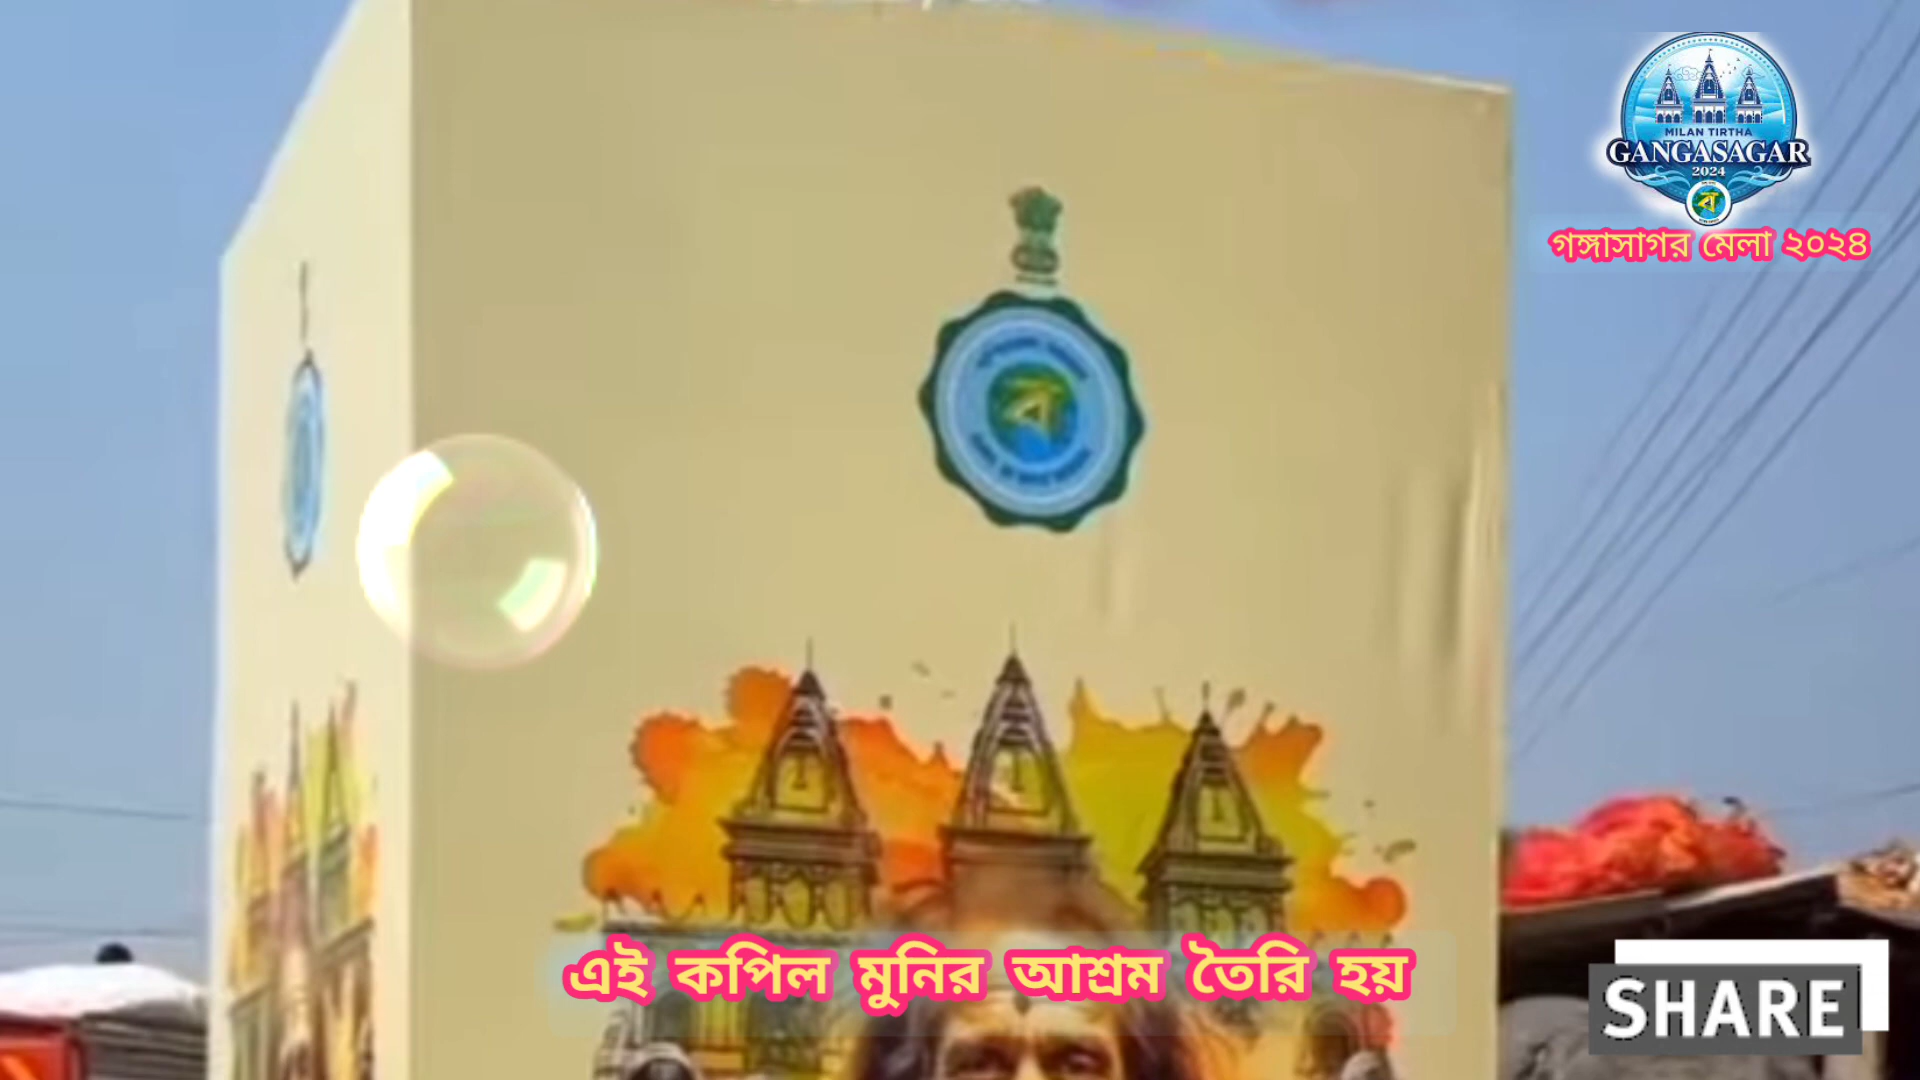 MILAN TIRTHA
GANGASAGAR
2024
গঙ্গাসাগর মেলা ২০২৪
ব
এই কপিল মুনির আশ্রম তৈরি হয়
SHARE